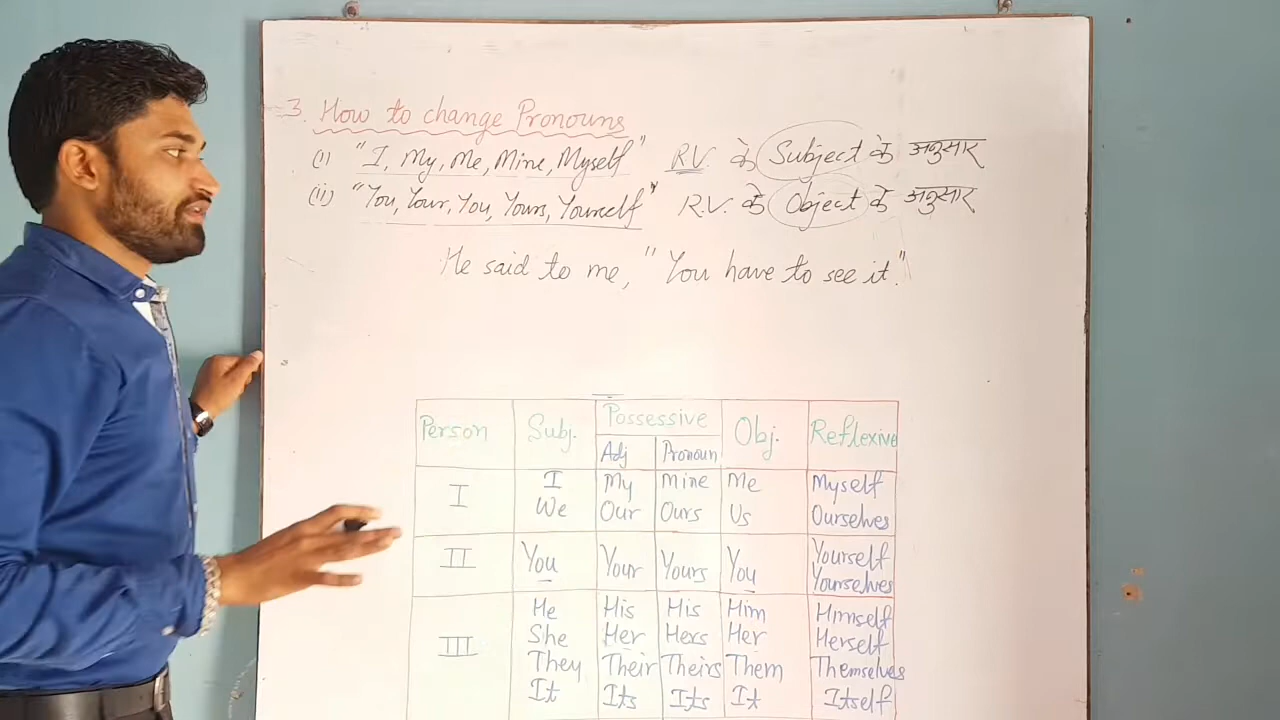 3. How to change Pronouns
(i) "I, My, Me, Mine, Myself" R.V. के Subject के अनुसार
(ii) "You, Your, You, Yours, Yourself" R.V. के Object के अनुसार
He said to me, "You have to see it."
Person Subj. Possessive Obj. Reflexive
Adj Pronoun
I I My Mine Me Myself
We Our Ours Us Ourselves
II You Your Yours You Yourself
Yourselves
He His His Him Himself
III She Her Hers Her Herself
They Their Theirs Them Themselves
It Its Its It Itself